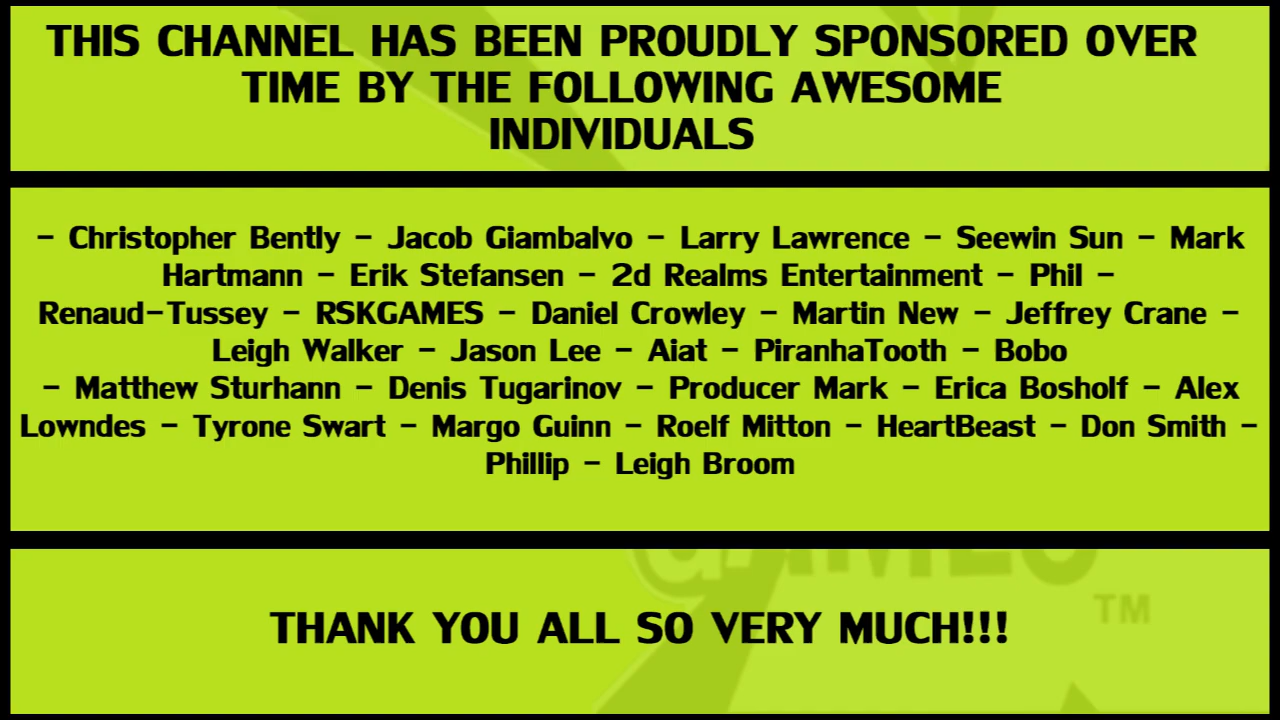 THIS CHANNEL HAS BEEN PROUDLY SPONSORED OVER
TIME BY THE FOLLOWING AWESOME
INDIVIDUALS
- Christopher Bently - Jacob Giambalvo - Larry Lawrence - Seewin Sun - Mark
Hartmann - Erik Stefansen - 2d Realms Entertainment - Phil -
Renaud-Tussey - RSKGAMES - Daniel Crowley - Martin New - Jeffrey Crane -
Leigh Walker - Jason Lee - Aiat - PiranhaTooth - Bobo
- Matthew Sturhann - Denis Tugarinov - Producer Mark - Erica Bosholf - Alex
Lowndes - Tyrone Swart - Margo Guinn - Roelf Mitton - HeartBeast - Don Smith -
Phillip - Leigh Broom
GAMES
TM
THANK YOU ALL SO VERY MUCH!!!